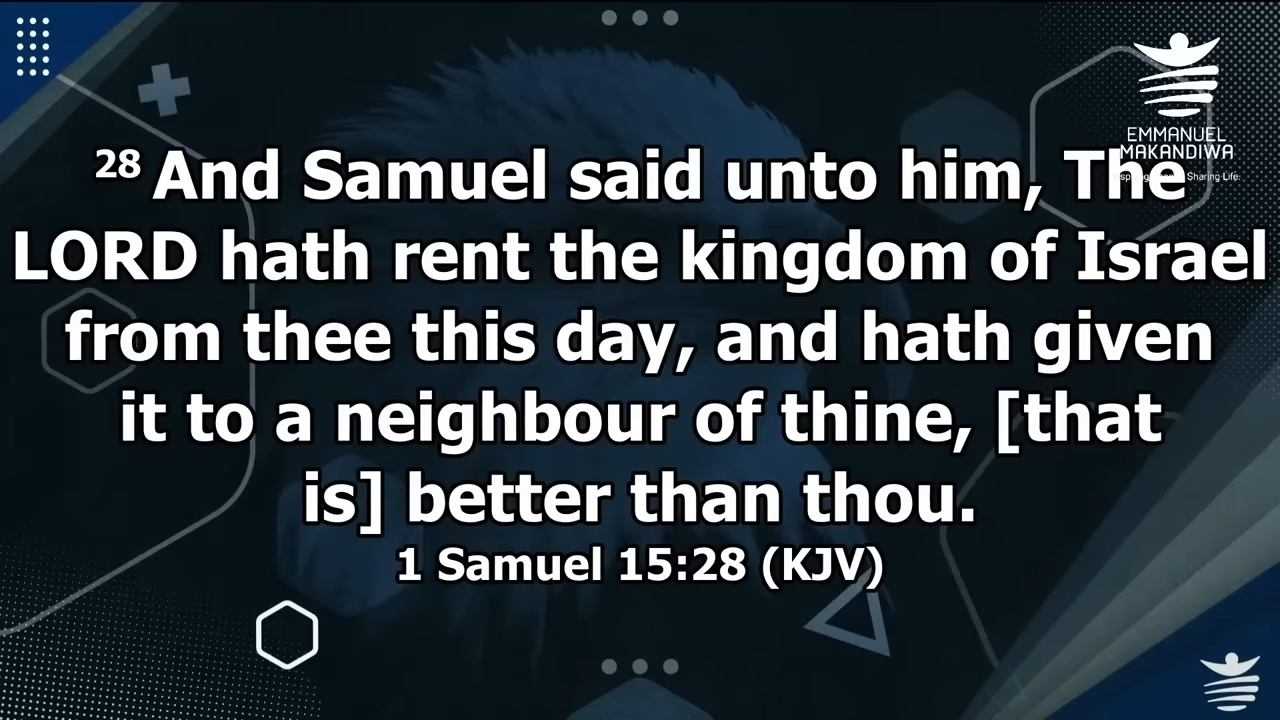 EMMANUEL
MAKANDIWA
Sharing Life.
28 And Samuel said unto him, The
LORD hath rent the kingdom of Israel
from thee this day, and hath given
it to a neighbour of thine, [that
is] better than thou.
1 Samuel 15:28 (KJV)